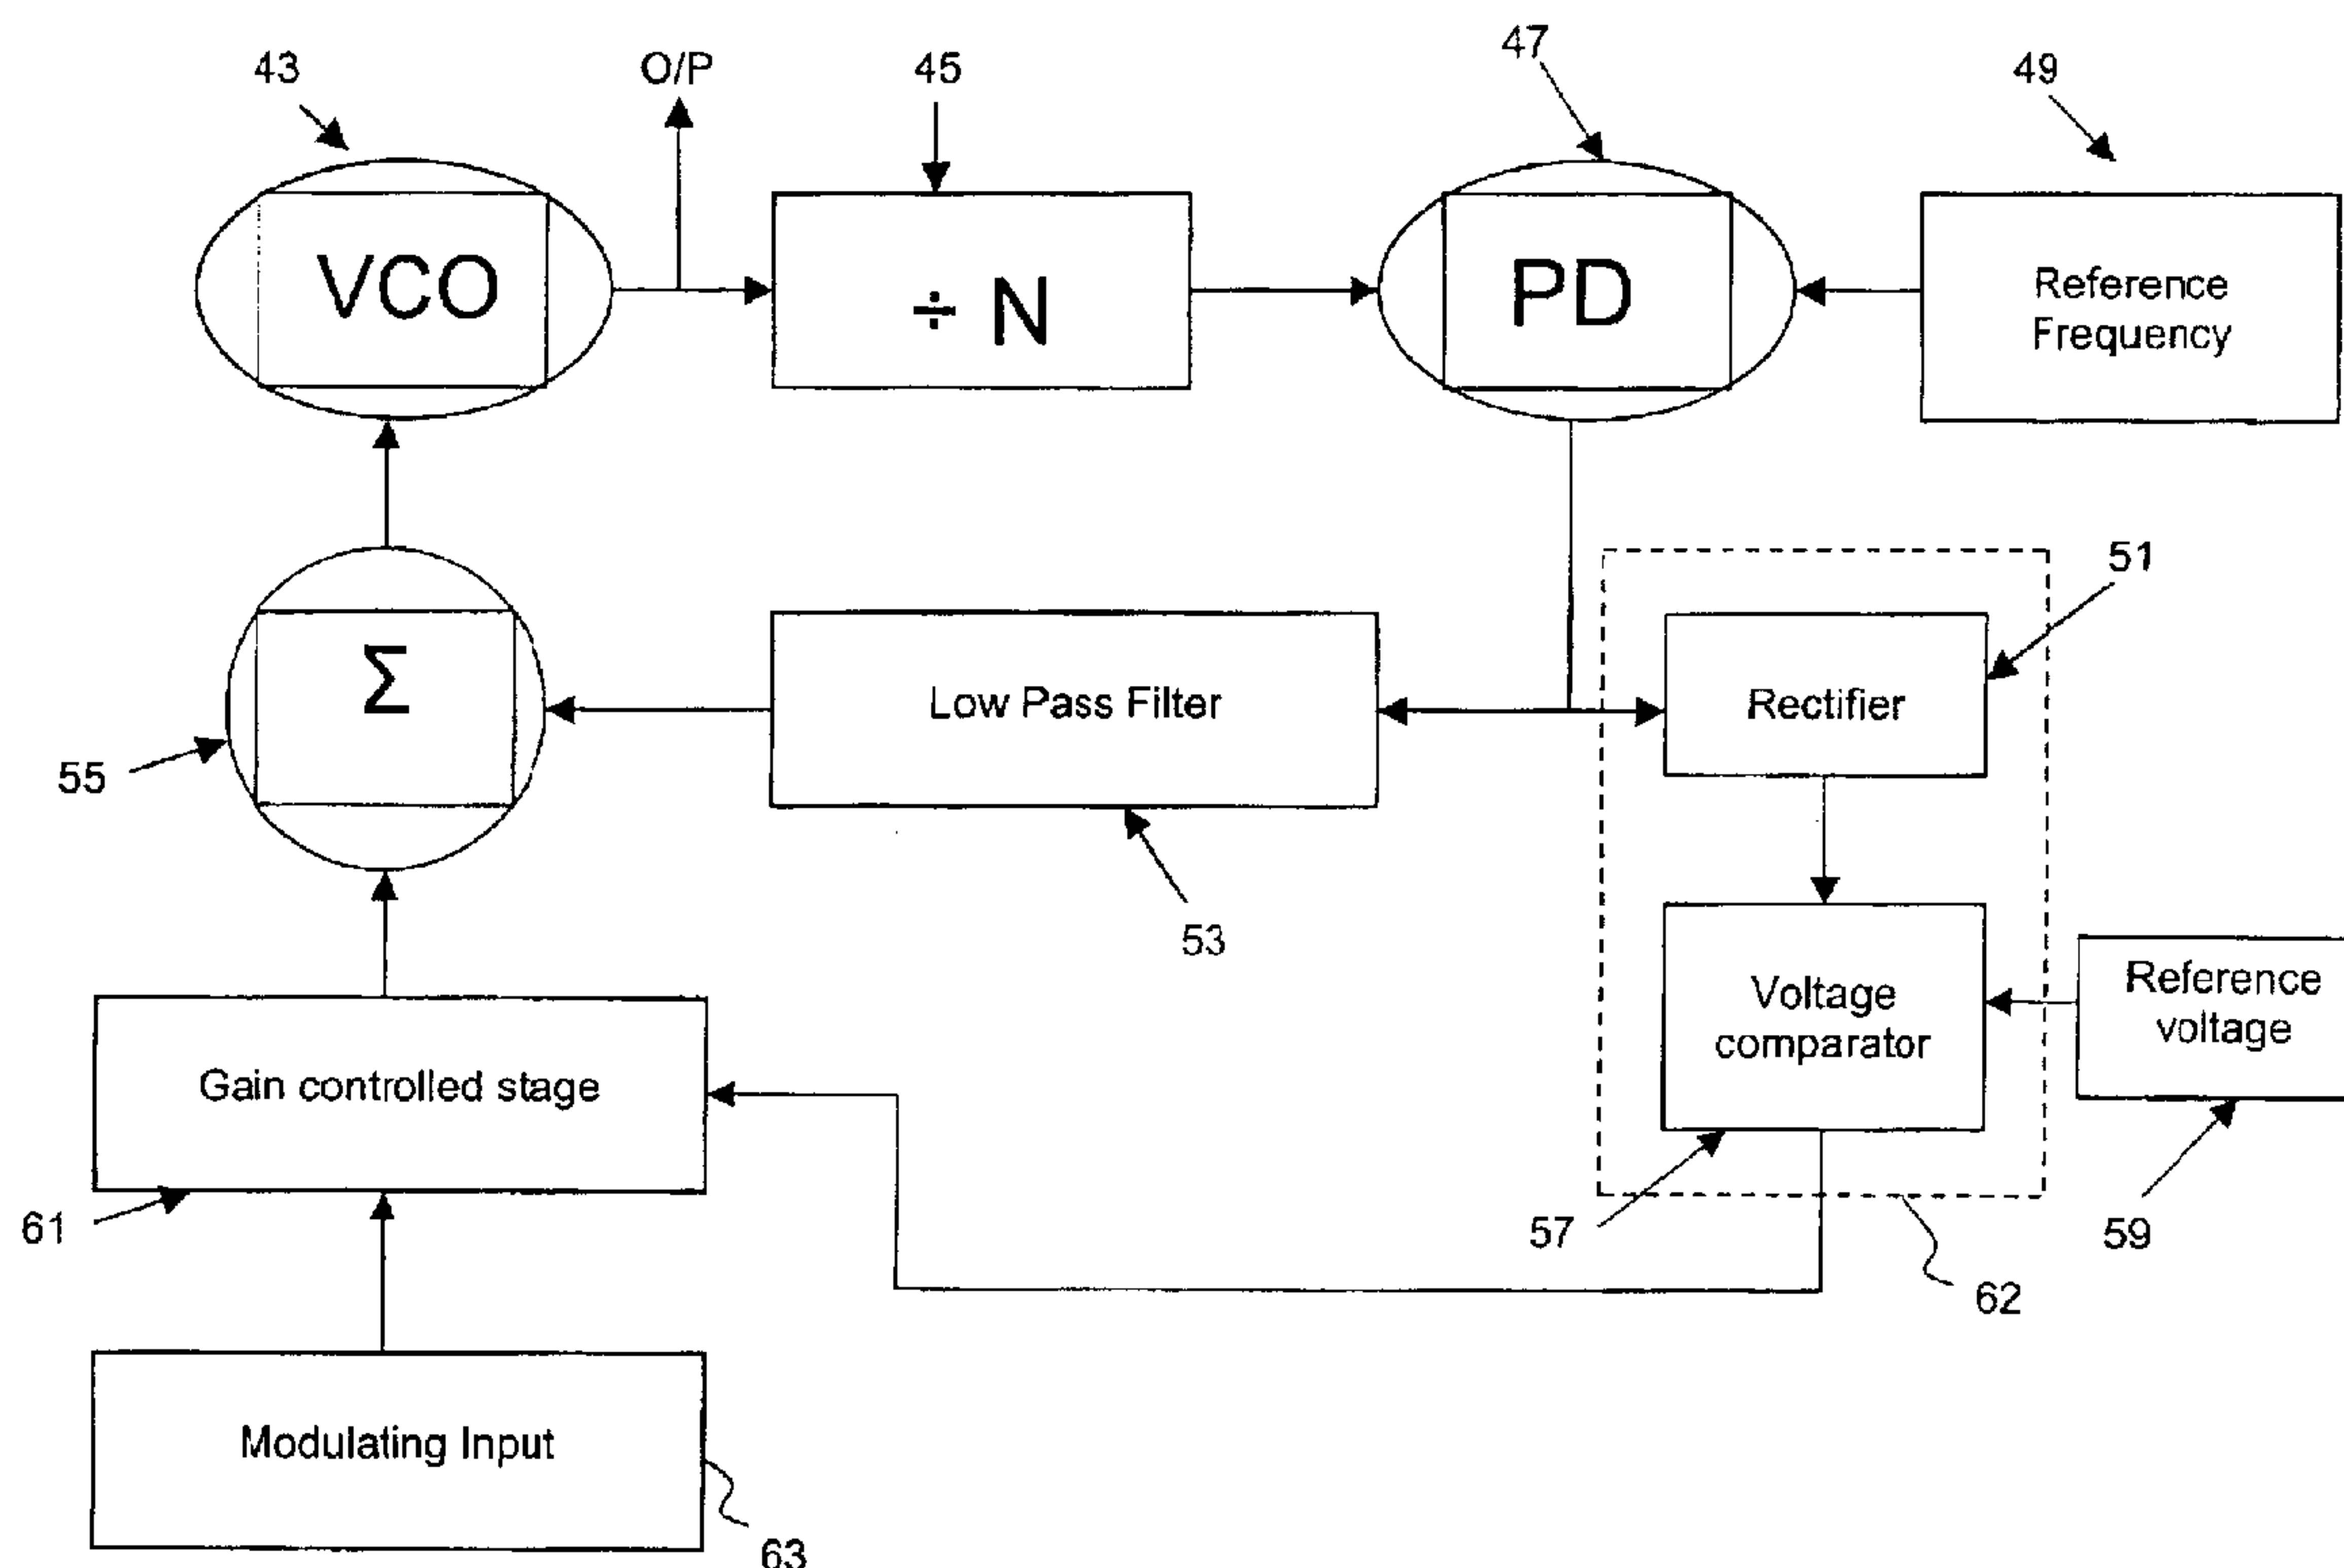 43
O/P
45
47
49
VCO
÷ N
PD
Reference
Frequency
51
Σ
Low Pass Filter
Rectifier
55
53
Voltage
comparator
Reference
voltage
Gain controlled stage
61
57
59
62
Modulating Input
63